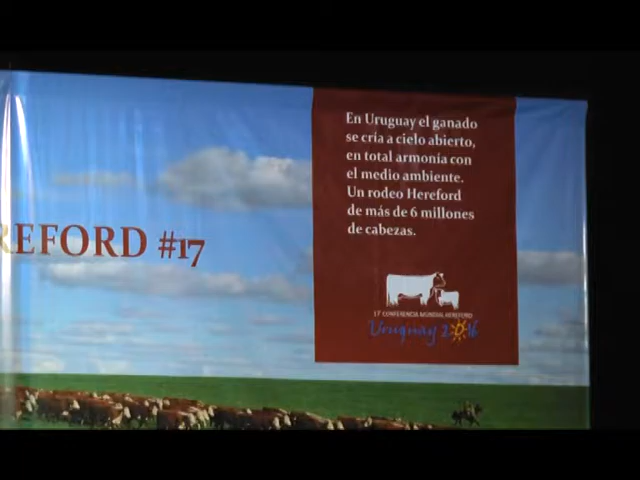 EREFORD #17
En Uruguay el ganado
se cría a cielo abierto,
en total armonía con
el medio ambiente.
Un rodeo Hereford
de más de 6 millones
de cabezas.
17 CONFERENCIA MUNDIAL HEREFORD
Uruguay 2016